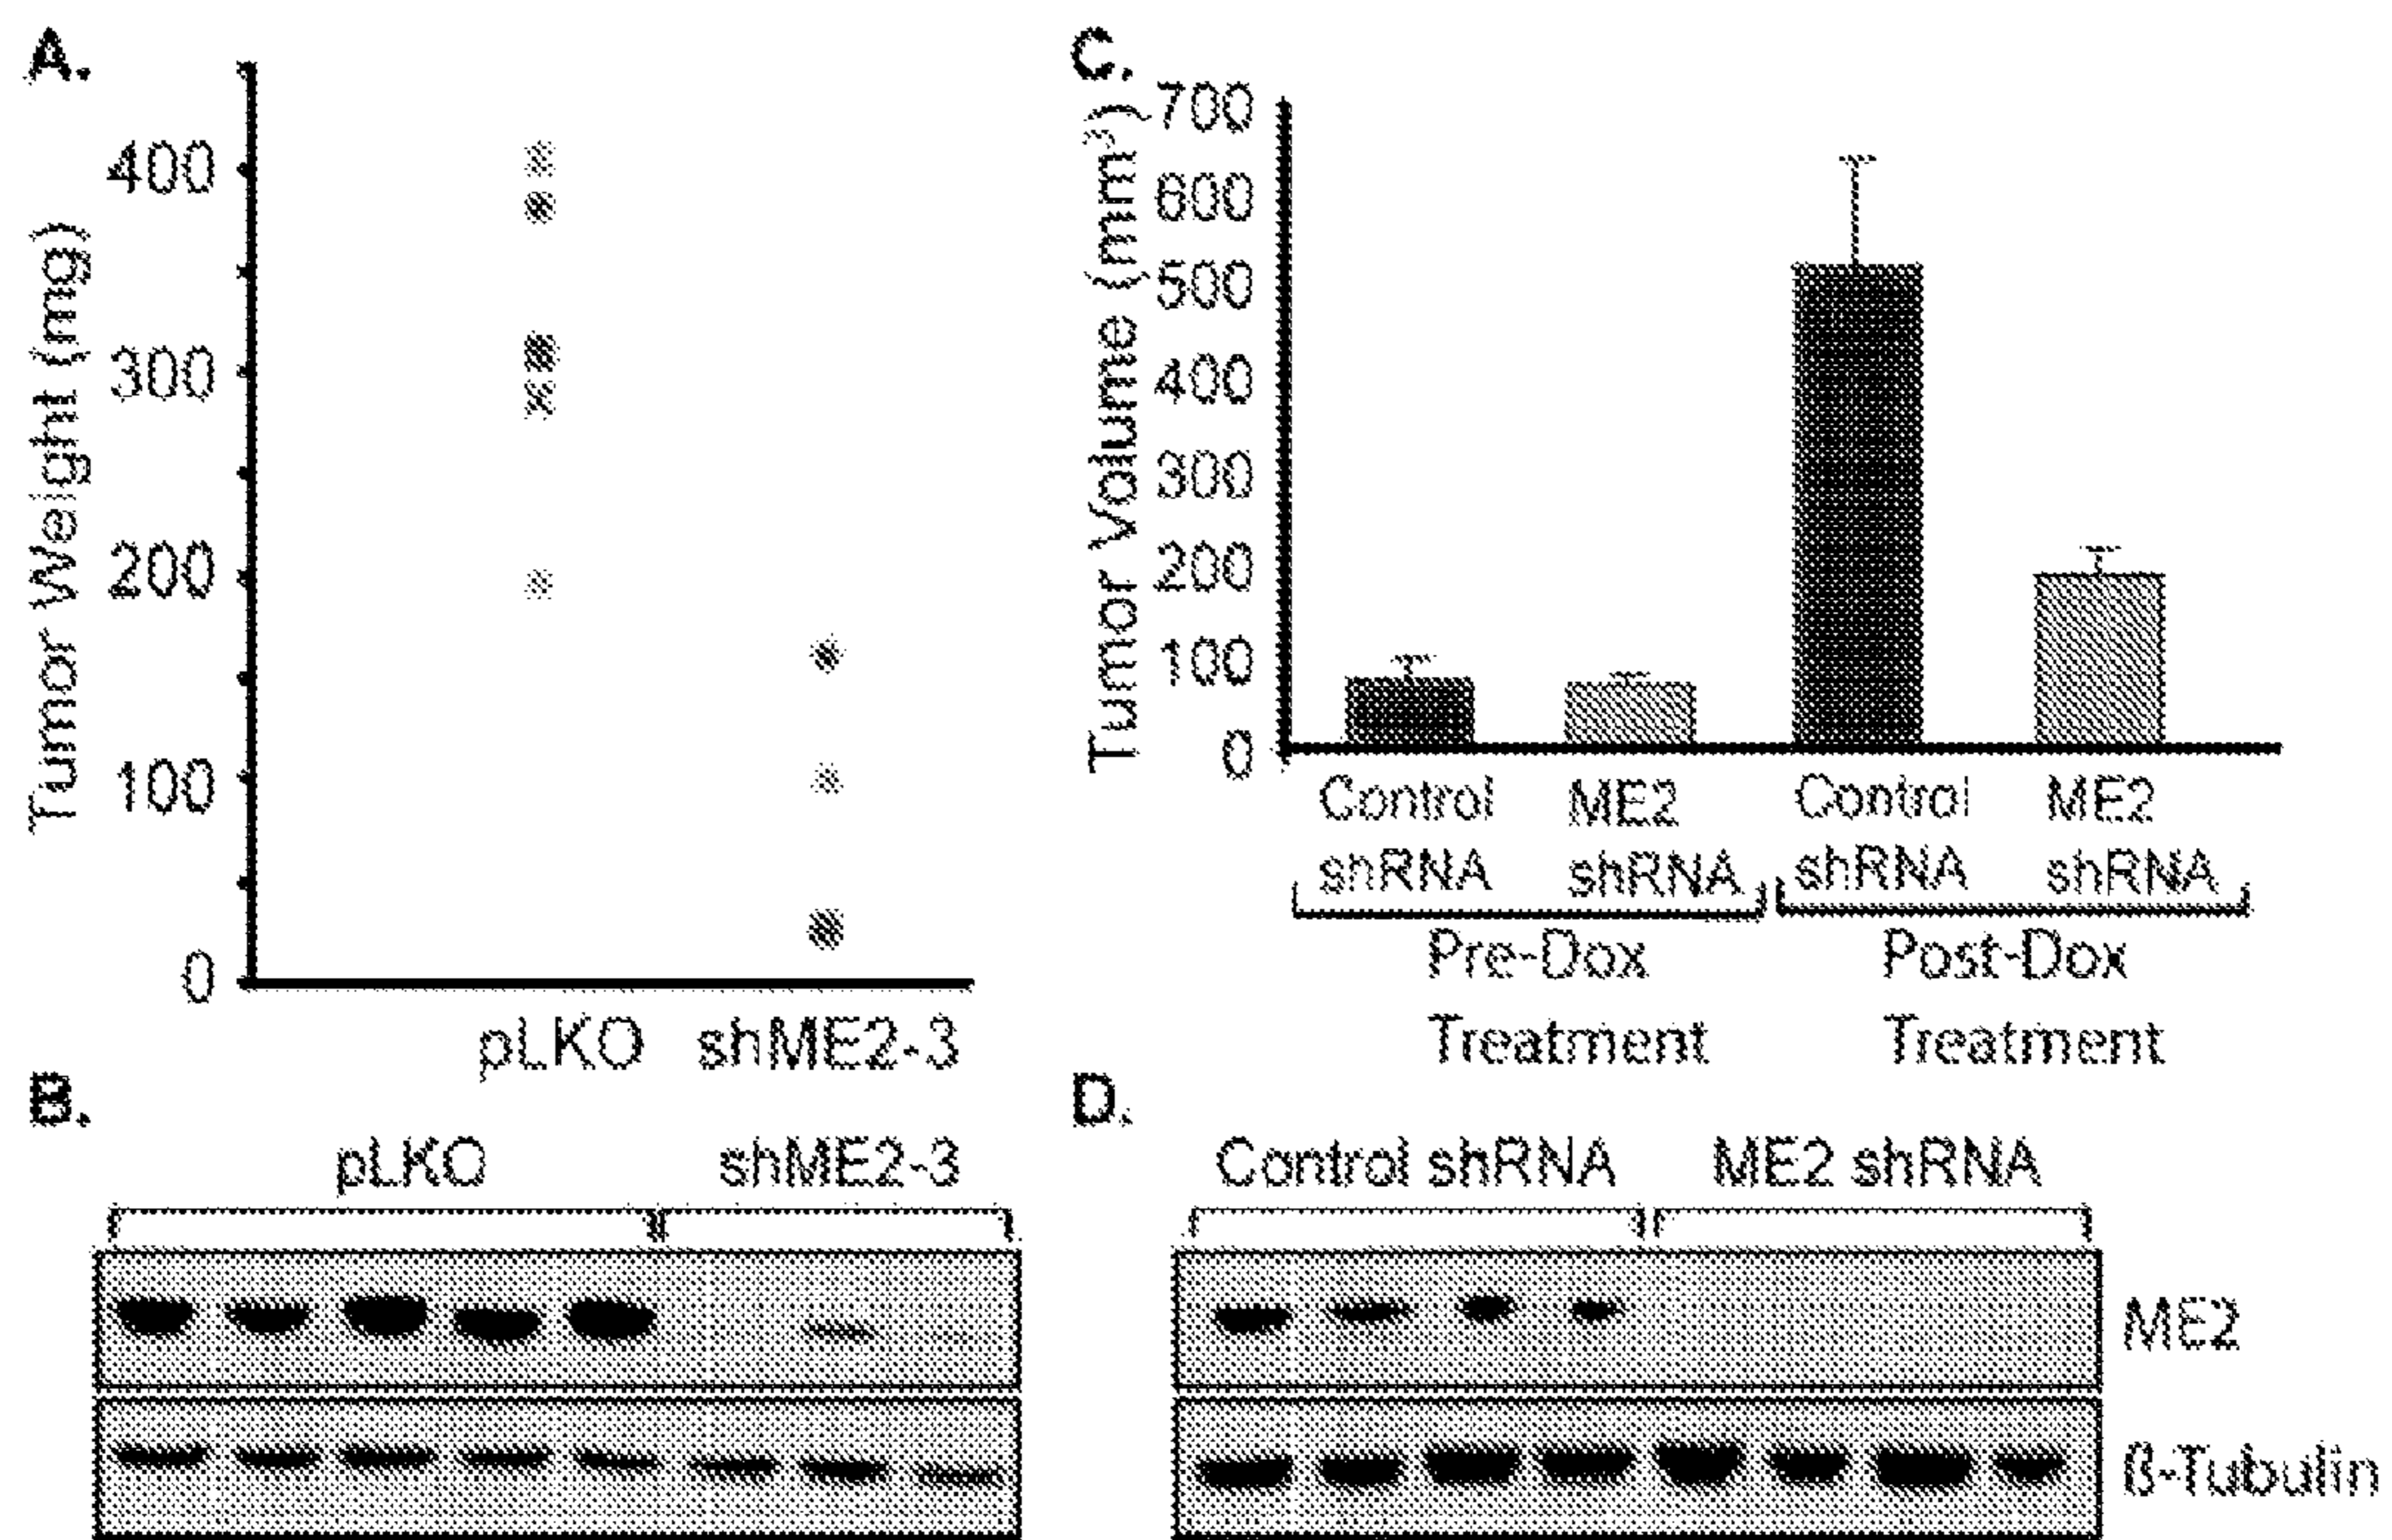 A.
Tumor Weight (mg)
400
300
200
100
0
pLKO shME2-3
B.
pLKO shME2-3
C.
Tumor Volume (mm³)
700
600
500
400
300
200
100
0
Control ME2 Control ME2
shRNA shRNA shRNA shRNA
Pre-Dox Post-Dox
Treatment Treatment
D.
Control shRNA ME2 shRNA
ME2
ß-Tubulin